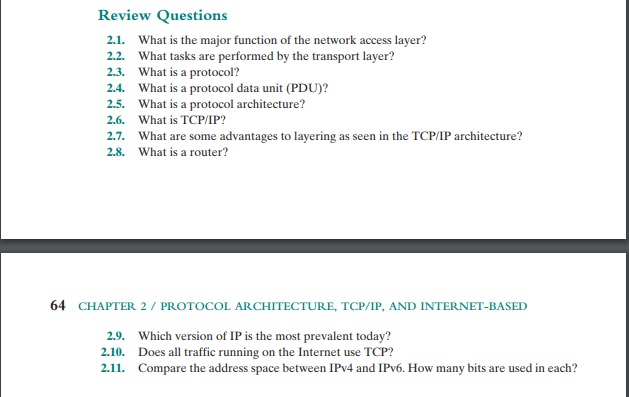 Review Questions
2.1. What is the major function of the network access layer?
2.2. What tasks are performed by the transport layer?
2.3. What is a protocol?
2.4. What is a protocol data unit (PDU)?
2.5. What is a protocol architecture?
2.6. What is TCP/IP?
2.7. What are some advantages to layering as seen in the TCP/IP architecture?
2.8. What is a router?
64 CHAPTER 2 / PROTOCOL ARCHITECTURE, TCP/IP, AND INTERNET-BASED
2.9. Which version of IP is the most prevalent today?
2.10. Does all traffic running on the Internet use TCP?
2.11. Compare the address space between IPv4 and IPv6. How many bits are used in each?